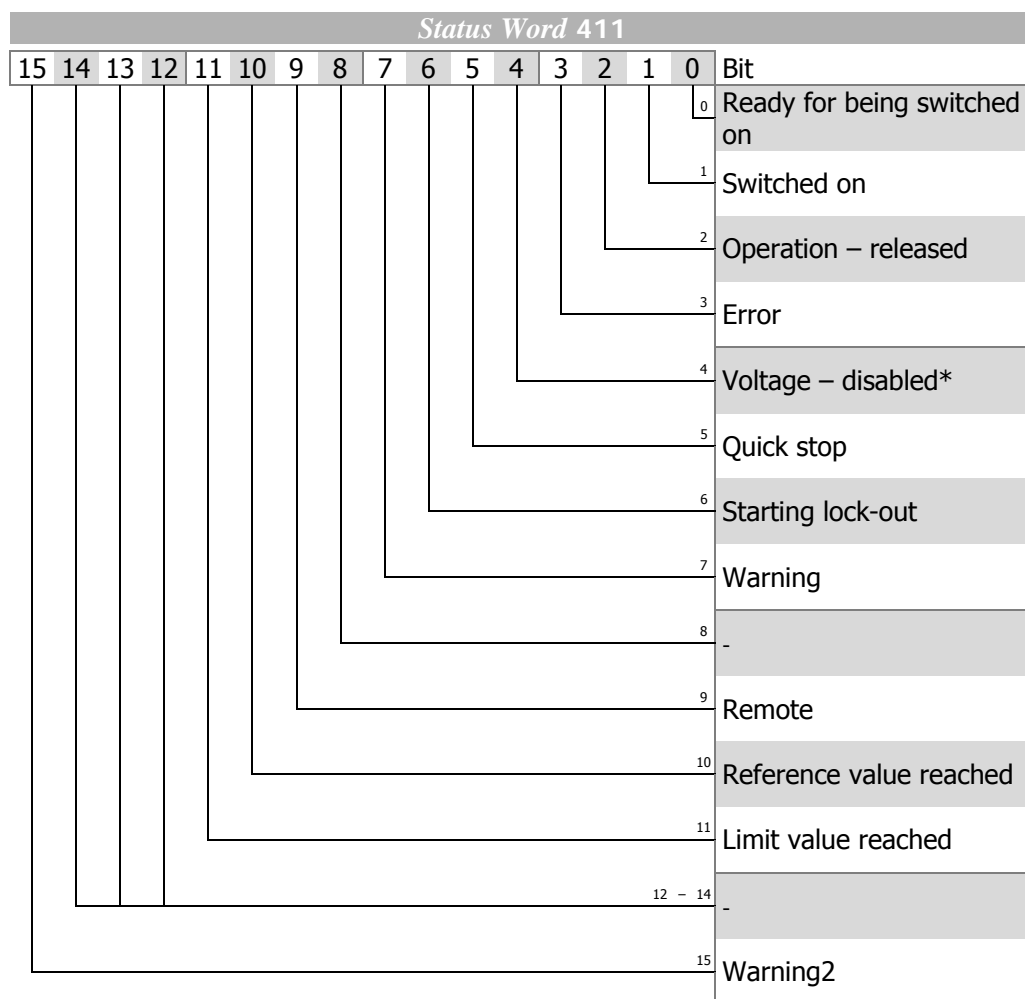 Status Word 411
15 14 13 12 11 10 9 8 7 6 5 4 3 2 1 0 Bit
0 Ready for being switched
on
1 Switched on
2 Operation – released
3 Error
4 Voltage – disabled*
5 Quick stop
6 Starting lock-out
7 Warning
8 -
9 Remote
10 Reference value reached
11 Limit value reached
12 – 14 -
15 Warning2